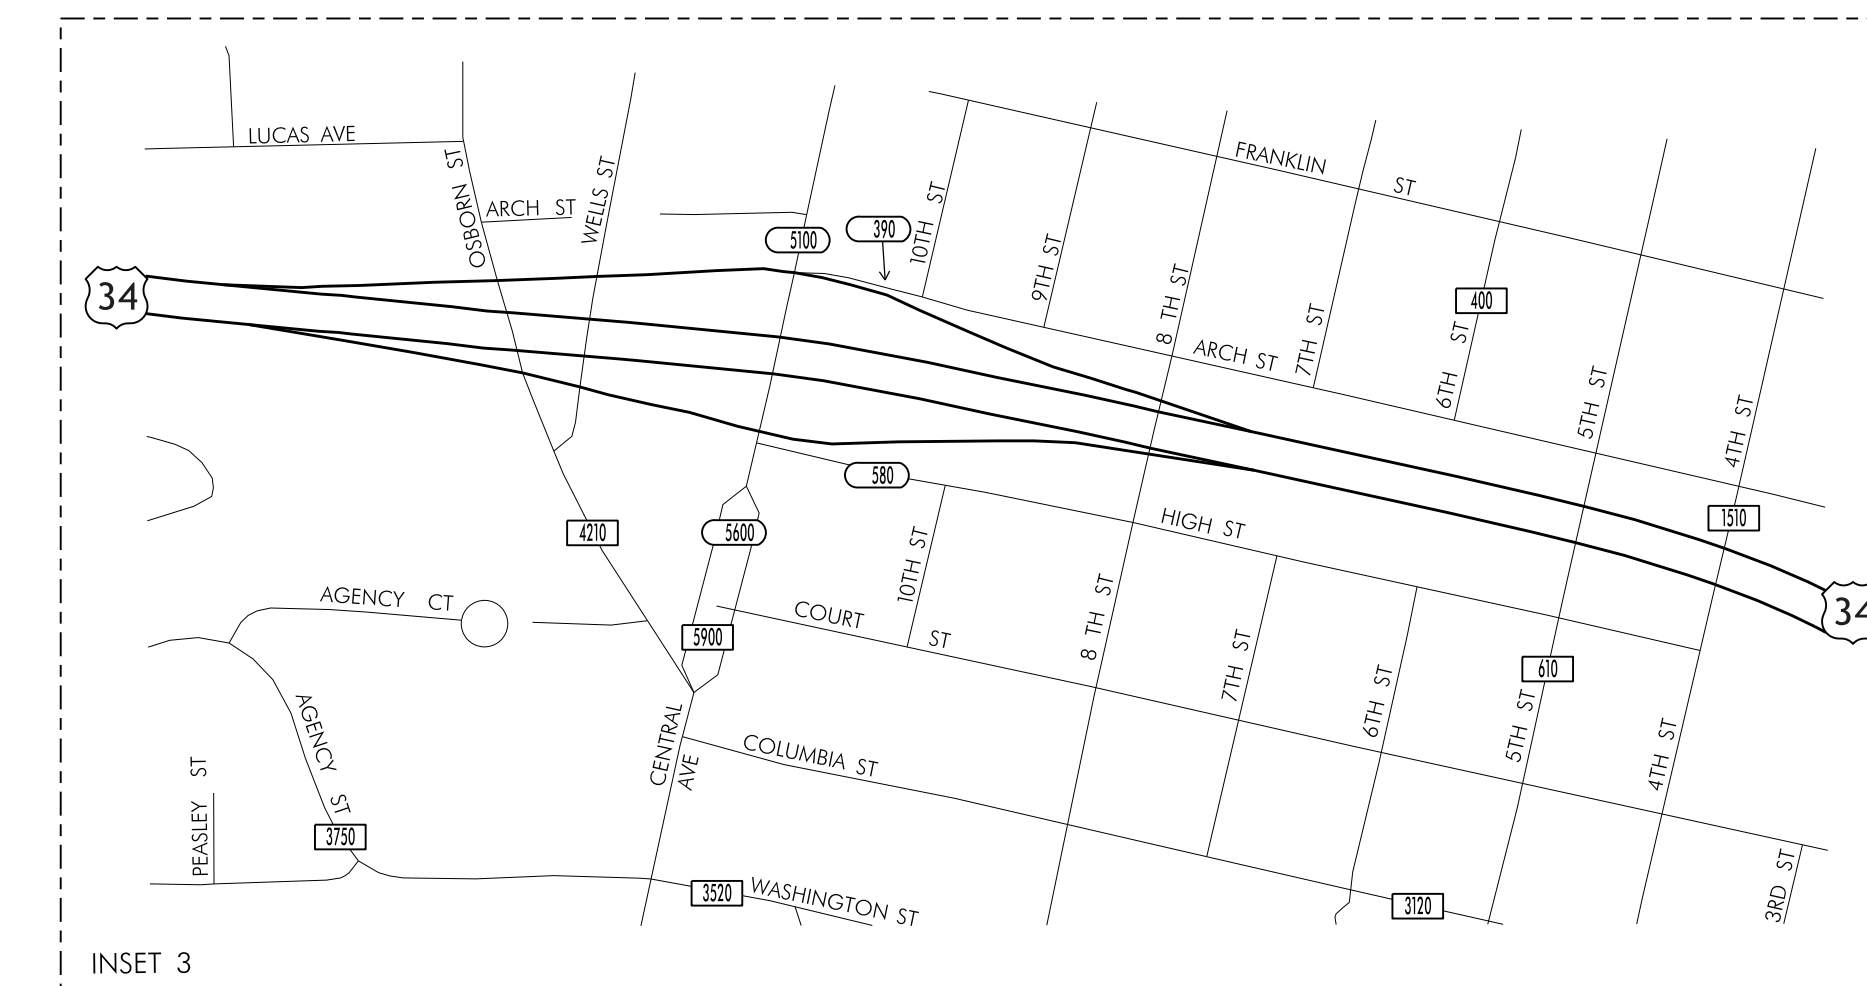 LUCAS AVE
OSBORN ST
ARCH ST
WELLS ST
FRANKLIN ST
10TH ST
5100
390
9TH ST
8 TH ST
34
400
7TH ST
6TH ST
ARCH ST
5TH ST
4TH ST
580
4210
5600
HIGH ST
1510
10TH ST
AGENCY CT
COURT ST
8 TH ST
34
5900
7TH ST
610
6TH ST
AGENCY ST
CENTRAL AVE
COLUMBIA ST
5TH ST
4TH ST
PEASLEY ST
3750
3520
WASHINGTON ST
3120
3RD ST
INSET 3